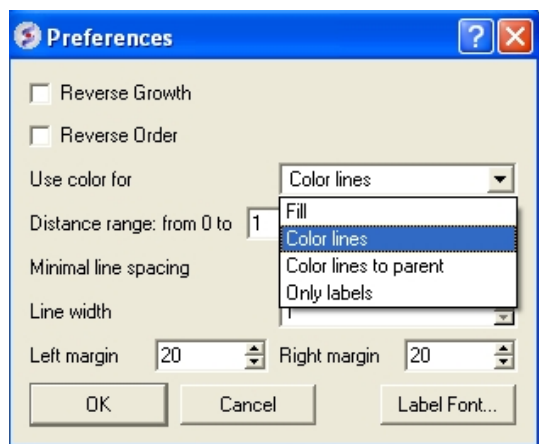 Preferences
Reverse Growth
Reverse Order
Use color for Color lines
Fill
Distance range: from 0 to 1
Color lines
Minimal line spacing
Color lines to parent
Only labels
Line width
Left margin 20 Right margin 20
OK Cancel Label Font...